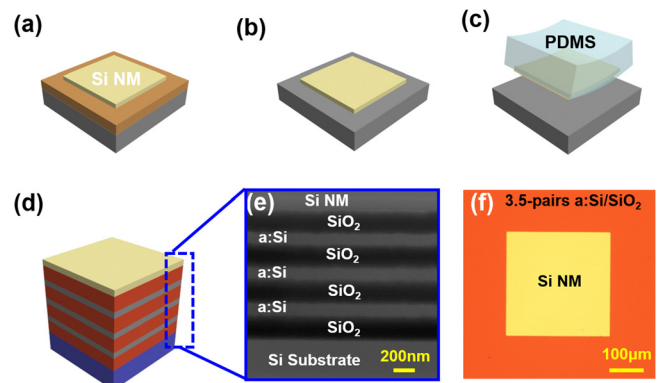 (a)
Si NM
(b)
(c)
PDMS
(d)
(e)
Si NM
SiO₂
a:Si
SiO₂
a:Si
SiO₂
a:Si
SiO₂
Si Substrate
200nm
(f)
3.5-pairs a:Si/SiO₂
Si NM
100μm